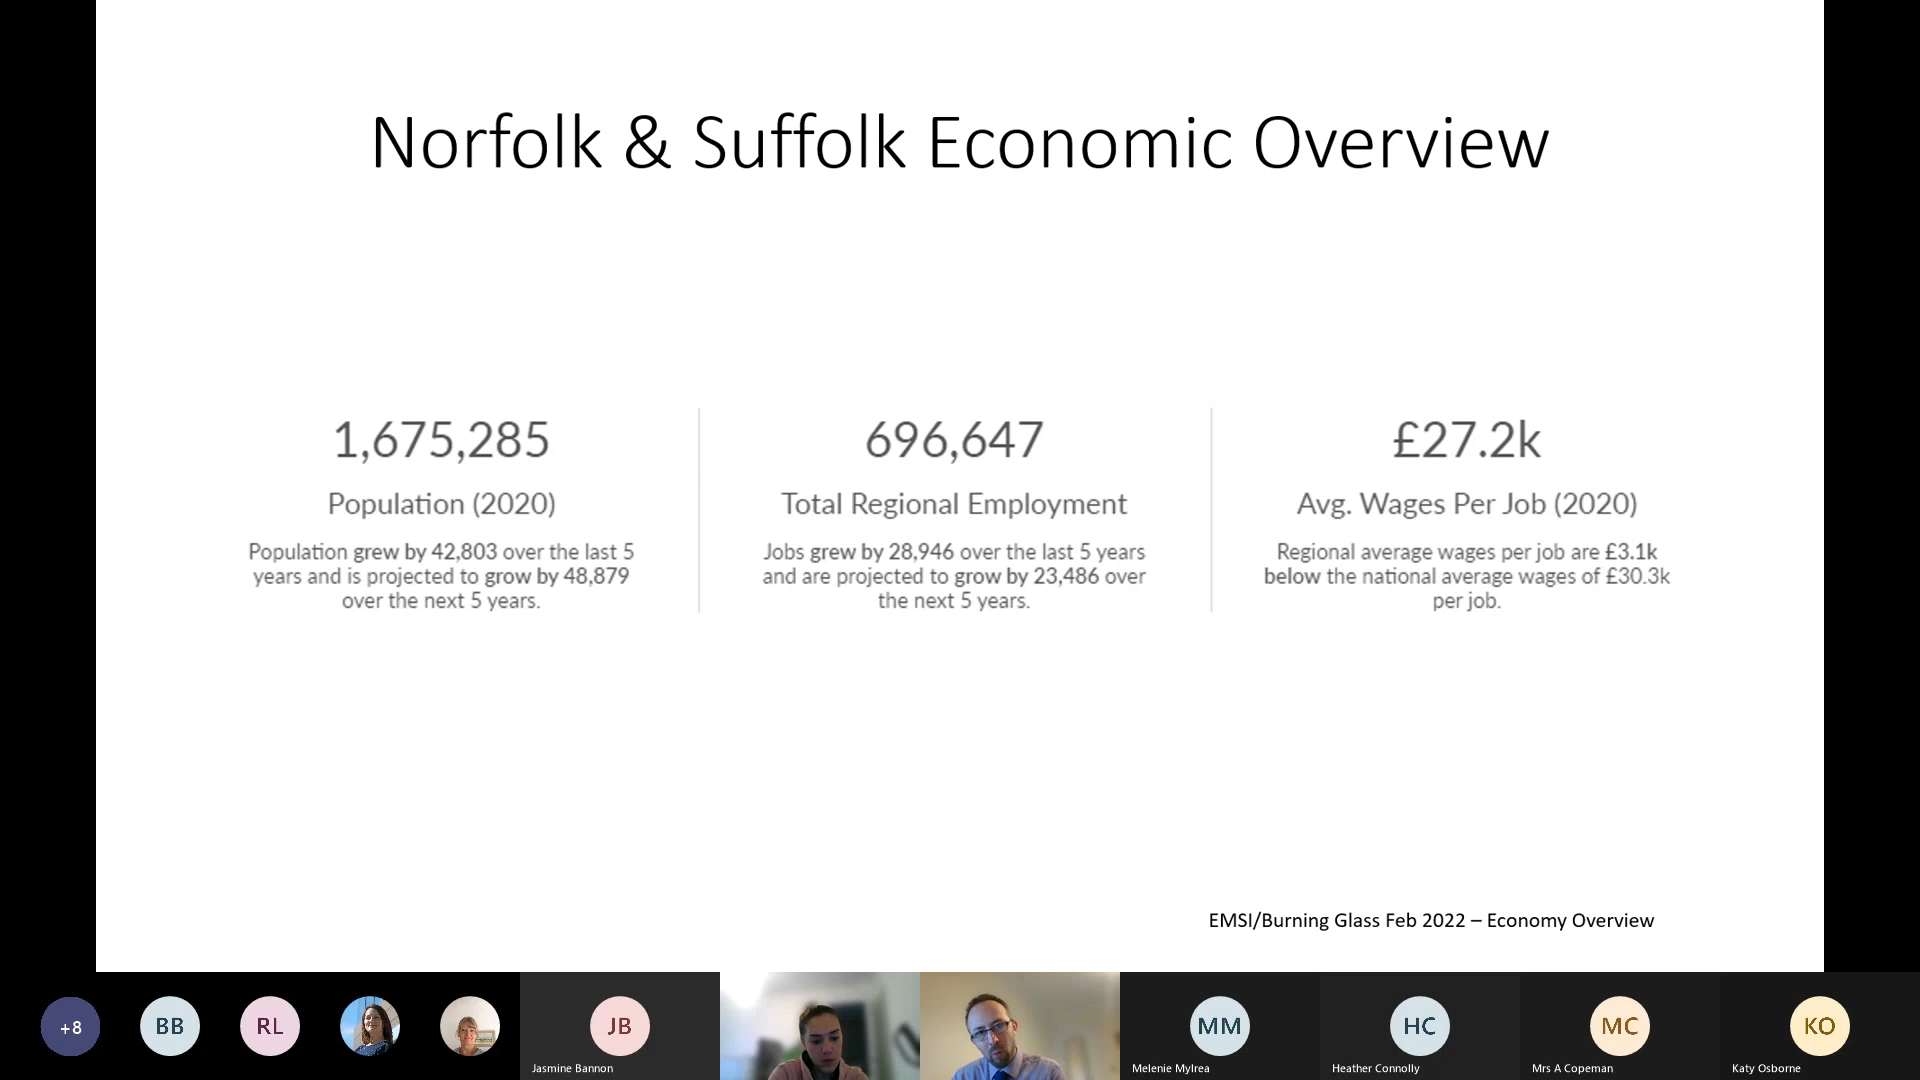 Norfolk & Suffolk Economic Overview
1,675,285
Population (2020)
Population grew by 42,803 over the last 5
years and is projected to grow by 48,879
over the next 5 years.
696,647
Total Regional Employment
Jobs grew by 28,946 over the last 5 years
and are projected to grow by 23,486 over
the next 5 years.
£27.2k
Avg. Wages Per Job (2020)
Regional average wages per job are £3.1k
below the national average wages of £30.3k
per job.
EMSI/Burning Glass Feb 2022 – Economy Overview
+8
BB
RL
JB
Jasmine Bannon
MM
Melenie Mylrea
HC
Heather Connolly
MC
Mrs A Copeman
KO
Katy Osborne